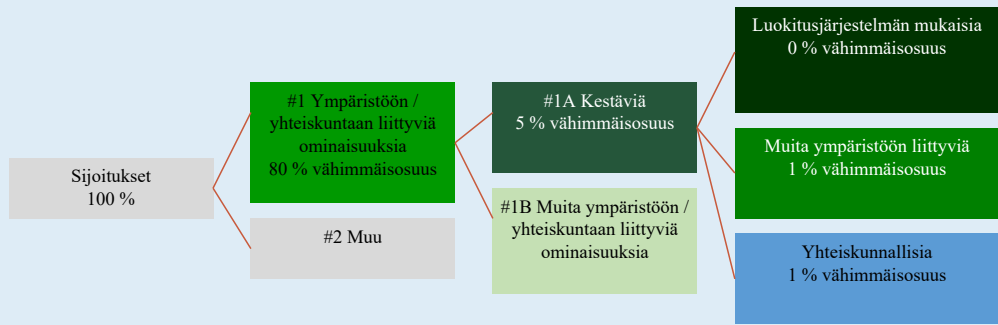 Sijoitukset
100 %
#1 Ympäristöön /
yhteiskuntaan liittyviä
ominaisuuksia
80 % vähimmäisosuus
#2 Muu
#1A Kestäviä
5 % vähimmäisosuus
#1B Muita ympäristöön /
yhteiskuntaan liittyviä
ominaisuuksia
Luokitusjärjestelmän mukaisia
0 % vähimmäisosuus
Muita ympäristöön liittyviä
1 % vähimmäisosuus
Yhteiskunnallisia
1 % vähimmäisosuus